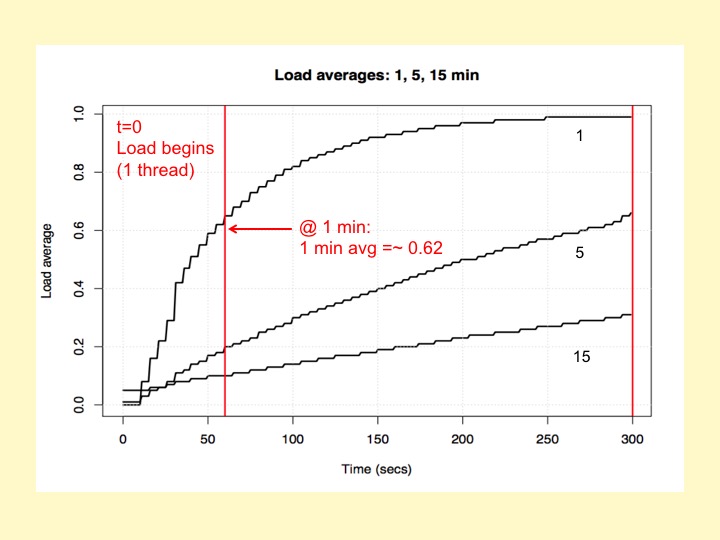 Load averages: 1, 5, 15 min
t=0
Load begins
(1 thread)
@ 1 min:
1 min avg =~ 0.62
1
5
15
Load average
0.0
0.2
0.4
0.6
0.8
1.0
0 50 100 150 200 250 300
Time (secs)